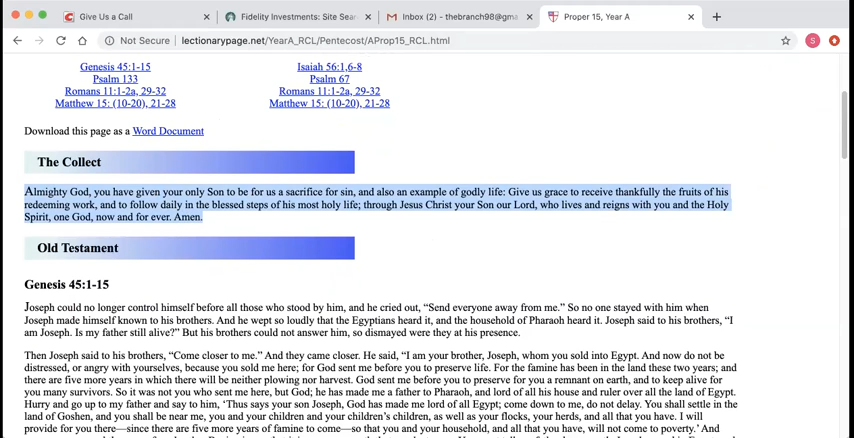 Give Us a Call
Fidelity Investments: Site Sear
Inbox (2) - thebranch98@gma
Proper 15, Year A
Not Secure
lectionarypage.net/YearA_RCL/Pentecost/AProp15_RCL.html
S
Genesis 45:1-15
Isaiah 56:1,6-8
Psalm 133
Psalm 67
Romans 11:1-2a, 29-32
Romans 11:1-2a, 29-32
Matthew 15: (10-20), 21-28
Matthew 15: (10-20), 21-28
Download this page as a Word Document
The Collect
Almighty God, you have given your only Son to be for us a sacrifice for sin, and also an example of godly life: Give us grace to receive thankfully the fruits of his
redeeming work, and to follow daily in the blessed steps of his most holy life; through Jesus Christ your Son our Lord, who lives and reigns with you and the Holy
Spirit, one God, now and for ever. Amen.
Old Testament
Genesis 45:1-15
Joseph could no longer control himself before all those who stood by him, and he cried out, “Send everyone away from me.” So no one stayed with him when
Joseph made himself known to his brothers. And he wept so loudly that the Egyptians heard it, and the household of Pharaoh heard it. Joseph said to his brothers, “I
am Joseph. Is my father still alive?” But his brothers could not answer him, so dismayed were they at his presence.
Then Joseph said to his brothers, “Come closer to me.” And they came closer. He said, “I am your brother, Joseph, whom you sold into Egypt. And now do not be
distressed, or angry with yourselves, because you sold me here; for God sent me before you to preserve life. For the famine has been in the land these two years; and
there are five more years in which there will be neither plowing nor harvest. God sent me before you to preserve for you a remnant on earth, and to keep alive for
you many survivors. So it was not you who sent me here, but God; he has made me a father to Pharaoh, and lord of all his house and ruler over all the land of Egypt.
Hurry and go up to my father and say to him, ‘Thus says your son Joseph, God has made me lord of all Egypt; come down to me, do not delay. You shall settle in
the land of Goshen, and you shall be near me, you and your children and your children’s children, as well as your flocks, your herds, and all that you have. I will
provide for you there—since there are five more years of famine to come—so that you and your household, and all that you have, will not come to poverty.’ And